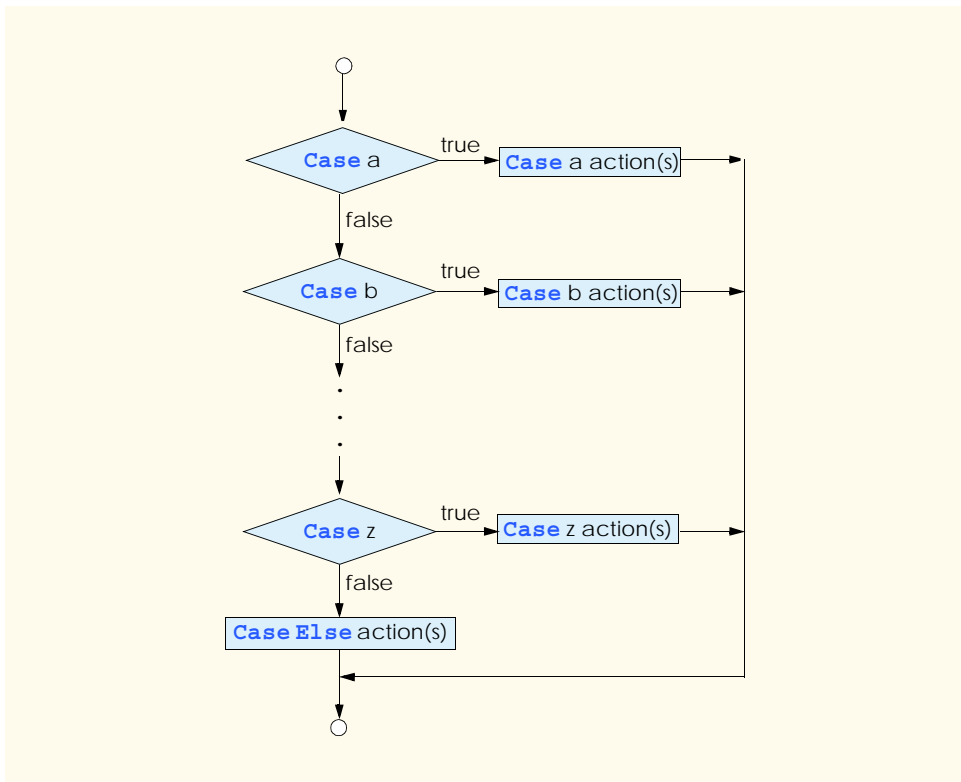 true
Case a
Case a action(s)
false
true
Case b
Case b action(s)
false
.
.
.
true
Case z
Case z action(s)
false
Case Else action(s)